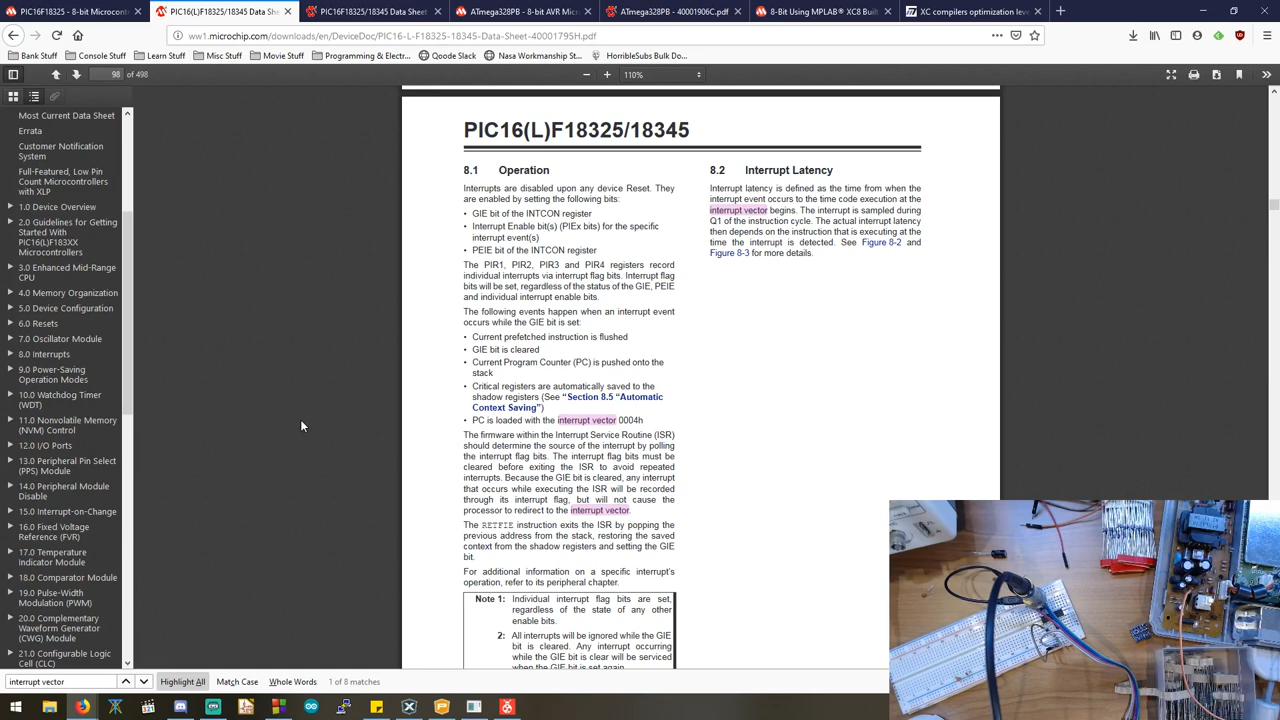 PIC16F18325 - 8-bit Microcont
PIC16(L)F18325/18345 Data She
PIC16F18325/18345 Data Sheet
ATmega328PB - 8-bit AVR Micro
ATmega328PB - 40001906C.pdf
8-Bit Using MPLAB® XC3 Built
XC compilers optimization leve
ww1.microchip.com/downloads/en/DeviceDoc/PIC16-L-F18325-18345-Data-Sheet-40001795H.pdf
Bank Stuff
Console Stuff
Learn Stuff
Misc Stuff
Movie Stuff
Programming & Electr...
Qoode Slack
Nasa Workmanship St...
HorribleSubs Bulk Do...
98 of 498
110%
Most Current Data Sheet
Errata
Customer Notification
System
Full-Featured, Low Pin
Count Microcontrollers
with XLP
1.0 Device Overview
2.0 Guidelines for Getting
Started With
PIC16(L)F183XX
Microcontrollers
3.0 Enhanced Mid-Range
CPU
4.0 Memory Organization
5.0 Device Configuration
6.0 Resets
7.0 Oscillator Module
8.0 Interrupts
9.0 Power-Saving
Operation Modes
10.0 Watchdog Timer
(WDT)
11.0 Nonvolatile Memory
(NVM) Control
12.0 I/O Ports
13.0 Peripheral Pin Select
(PPS) Module
14.0 Peripheral Module
Disable
15.0 Interrupt-on-Change
16.0 Fixed Voltage
Reference (FVR)
17.0 Temperature
Indicator Module
18.0 Comparator Module
19.0 Pulse-Width
Modulation (PWM)
20.0 Complementary
Waveform Generator
(CWG) Module
21.0 Configurable Logic
Cell (CLC)
PIC16(L)F18325/18345
8.1 Operation
Interrupts are disabled upon any device Reset. They
are enabled by setting the following bits:
• GIE bit of the INTCON register
• Interrupt Enable bit(s) (PIEx bits) for the specific
interrupt event(s)
• PEIE bit of the INTCON register
The PIR1, PIR2, PIR3 and PIR4 registers record
individual interrupts via interrupt flag bits. Interrupt flag
bits will be set, regardless of the status of the GIE, PEIE
and individual interrupt enable bits.
The following events happen when an interrupt event
occurs while the GIE bit is set:
• Current prefetched instruction is flushed
• GIE bit is cleared
• Current Program Counter (PC) is pushed onto the
stack
• Critical registers are automatically saved to the
shadow registers (See “Section 8.5 “Automatic
Context Saving”)
• PC is loaded with the interrupt vector 0004h
The firmware within the Interrupt Service Routine (ISR)
should determine the source of the interrupt by polling
the interrupt flag bits. The interrupt flag bits must be
cleared before exiting the ISR to avoid repeated
interrupts. Because the GIE bit is cleared, any interrupt
that occurs while executing the ISR will be recorded
through its interrupt flag, but will not cause the
processor to redirect to the interrupt vector.
The RETFIE instruction exits the ISR by popping the
previous address from the stack, restoring the saved
context from the shadow registers and setting the GIE
bit.
For additional information on a specific interrupt's
operation, refer to its peripheral chapter.
Note 1: Individual interrupt flag bits are set,
regardless of the state of any other
enable bits.
2: All interrupts will be ignored while the GIE
bit is cleared. Any interrupt occurring
while the GIE bit is clear will be serviced
when the GIE bit is set again.
8.2 Interrupt Latency
Interrupt latency is defined as the time from when the
interrupt event occurs to the time code execution at the
interrupt vector begins. The interrupt is sampled during
Q1 of the instruction cycle. The actual interrupt latency
then depends on the instruction that is executing at the
time the interrupt is detected. See Figure 8-2 and
Figure 8-3 for more details.
interrupt vector
Highlight All
Match Case
Whole Words
1 of 8 matches